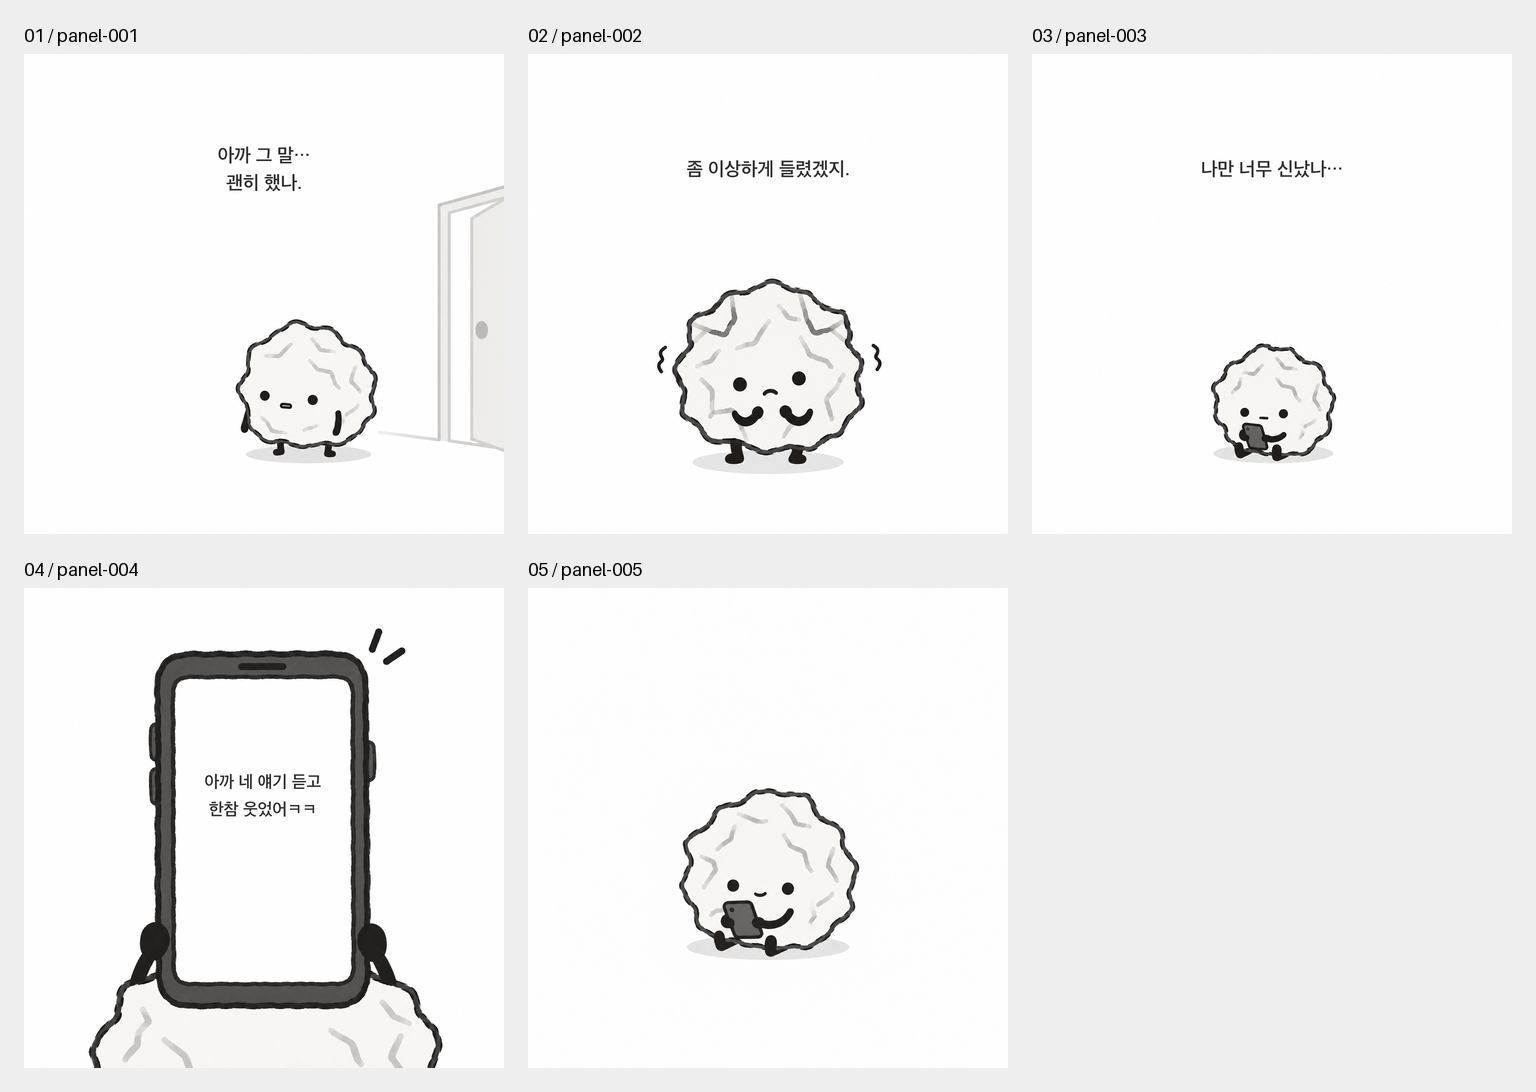 01 / panel-001
아까 그 말…
괜히 했나.
02 / panel-002
좀 이상하게 들렸겠지.
03 / panel-003
나만 너무 신났나…
04 / panel-004
아까 네 얘기 듣고
한참 웃었어ㅋㅋ
05 / panel-005